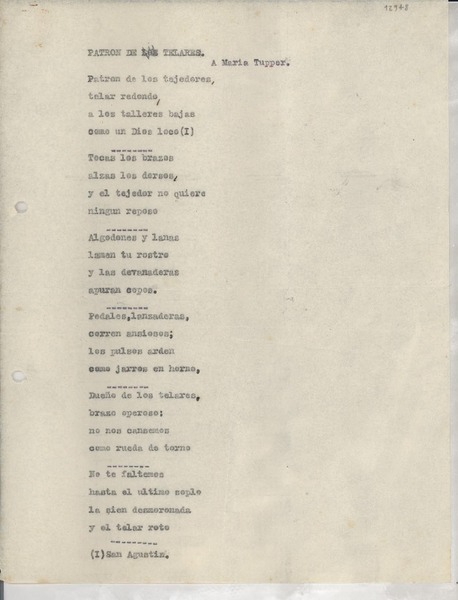 PATRON DE TELARES.
A Maria Tupper.
Patron de los tejedores,
telar redondo,
a los talleres bajas
como un Dios loco(I)
--------
Tocas los brazos
alzas los dorsos,
y el tejedor no quiere
ningun reposo
--------
Algodones y lanas
lamen tu rostro
y las devanaderas
apuran copos.
--------
Pedales,lanzaderas,
corren ansiosos;
los pulsos arden
como jarros en horno,
--------
Dueño de los telares,
brazo operoso:
no nos cansemos
como rueda de torno
--------
No te faltemos
hasta el ultimo soplo
la sien desmoronada
y el telar roto
--------
(I)San Agustin.